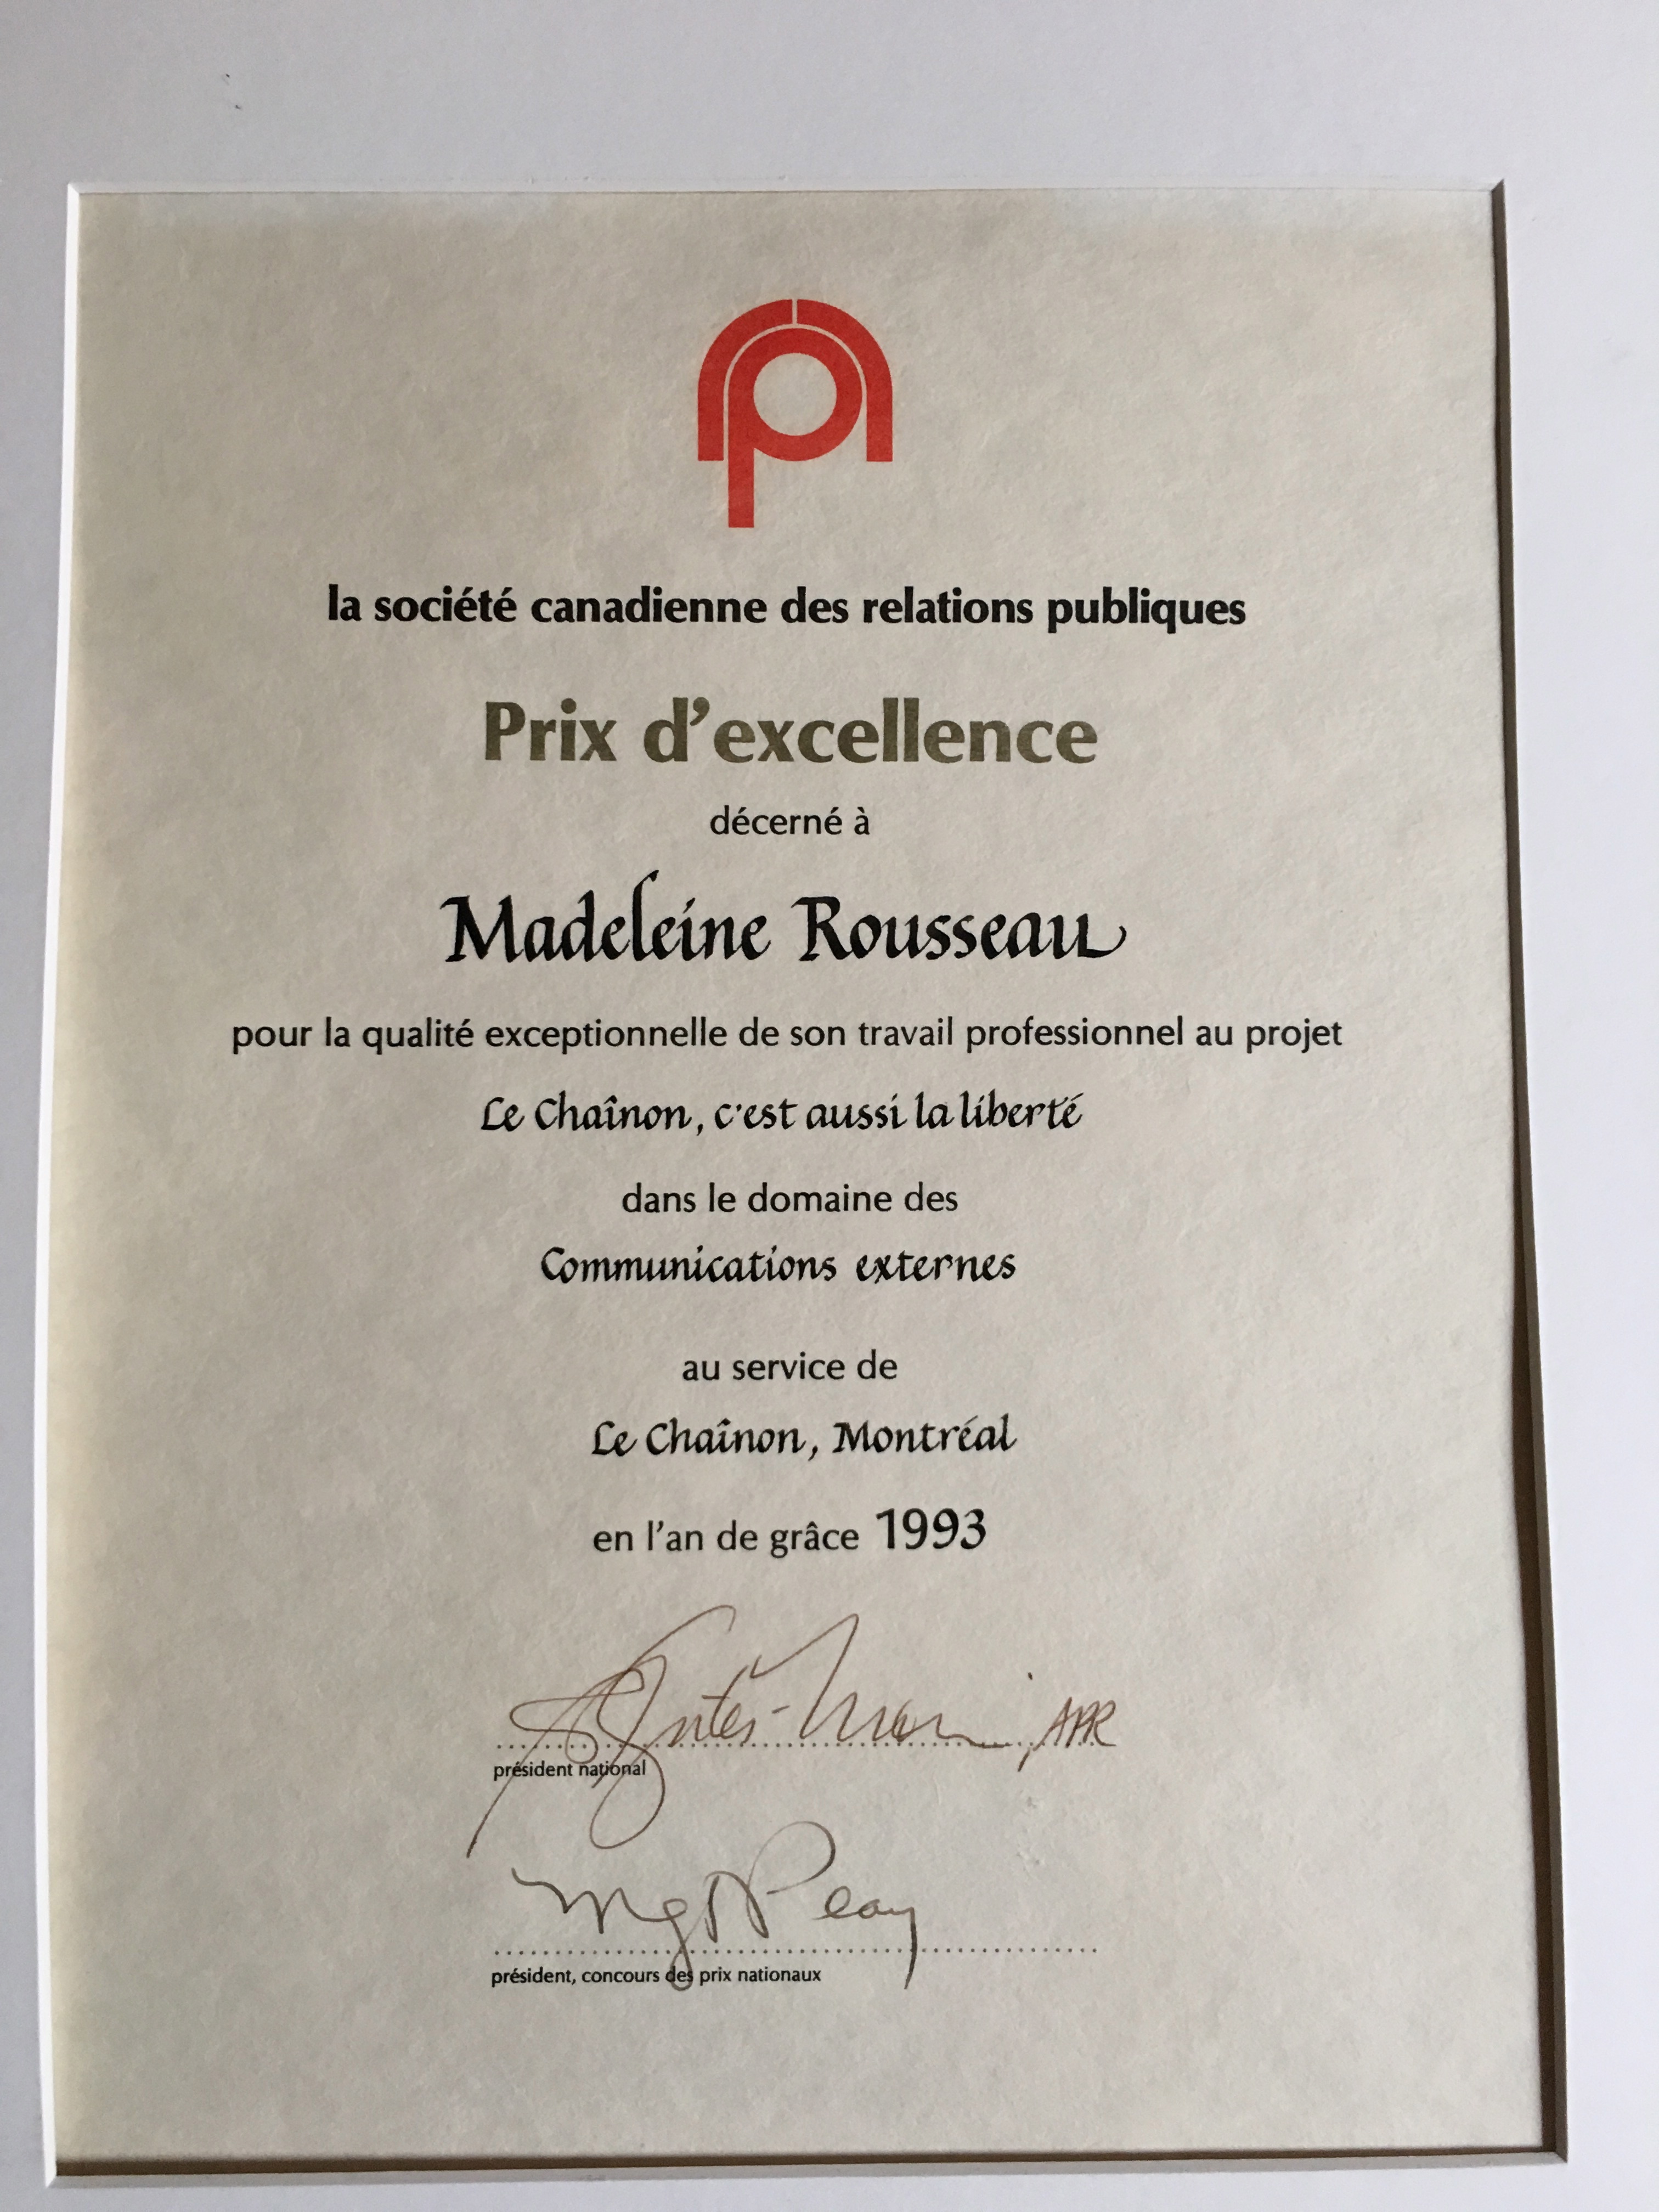 la société canadienne des relations publiques
Prix d'excellence
décerné à
Madeleine Rousseau
pour la qualité exceptionnelle de son travail professionnel au projet
Le Chaînon, c'est aussi la liberté
dans le domaine des
Communications externes
au service de
Le Chaînon, Montréal
en l'an de grâce 1993
APR
président national
président, concours des prix nationaux